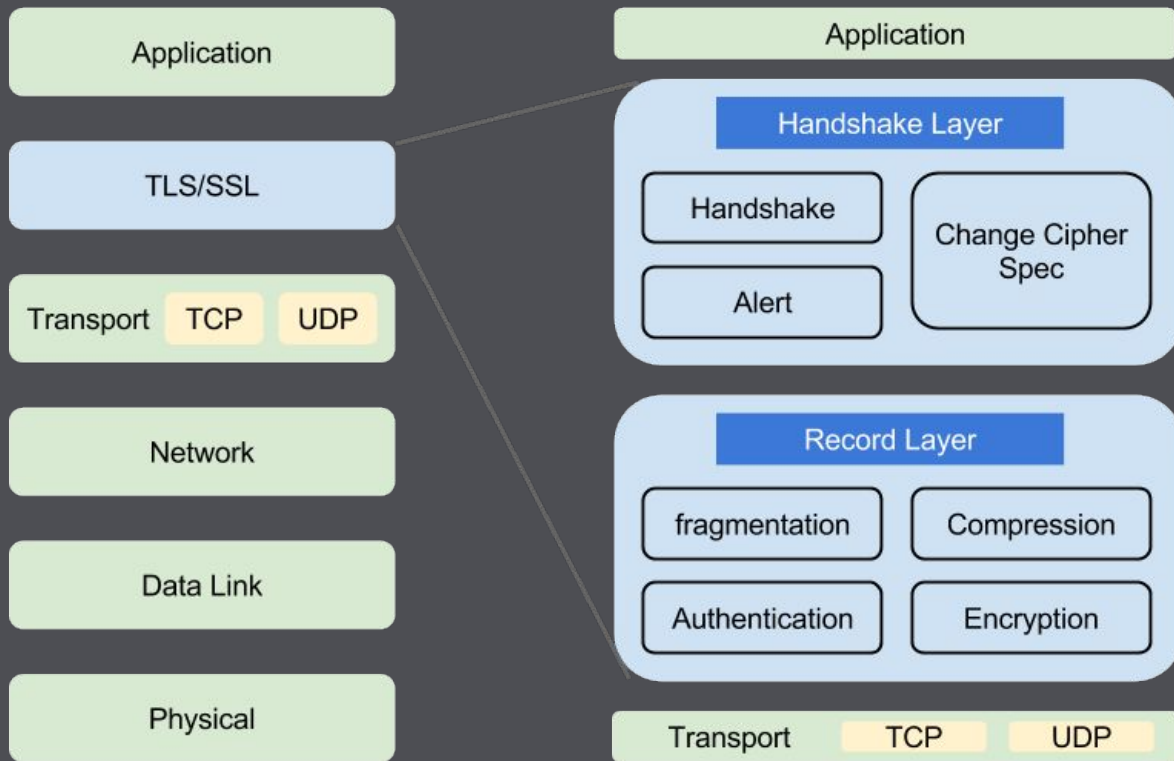 Application
TLS/SSL
Transport TCP UDP
Network
Data Link
Physical
Application
Handshake Layer
Handshake
Alert
Change Cipher
Spec
Record Layer
fragmentation Compression
Authentication Encryption
Transport TCP UDP